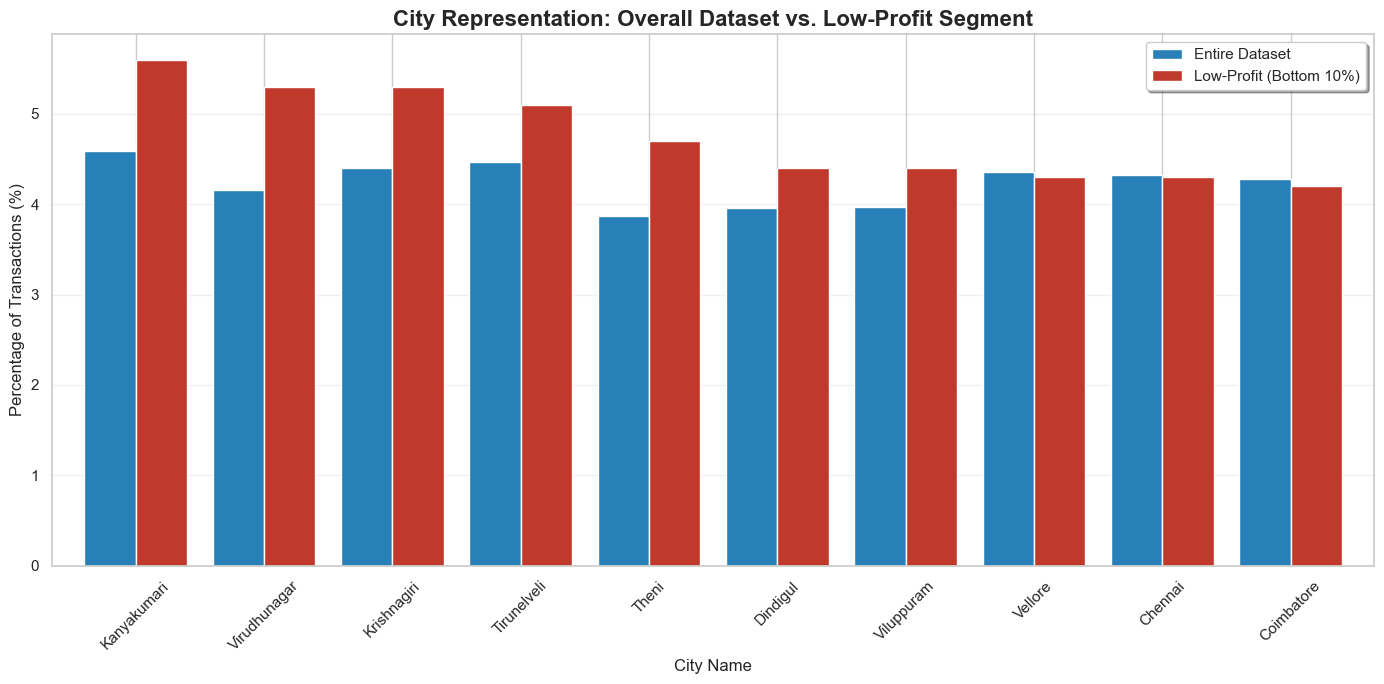 City Representation: Overall Dataset vs. Low-Profit Segment
Entire Dataset
Low-Profit (Bottom 10%)
Percentage of Transactions (%)
5
4
3
2
1
0
Kanyakumari
Virudhunagar
Krishnagiri
Tirunelveli
Theni
Dindigul
Viluppuram
Vellore
Chennai
Coimbatore
City Name